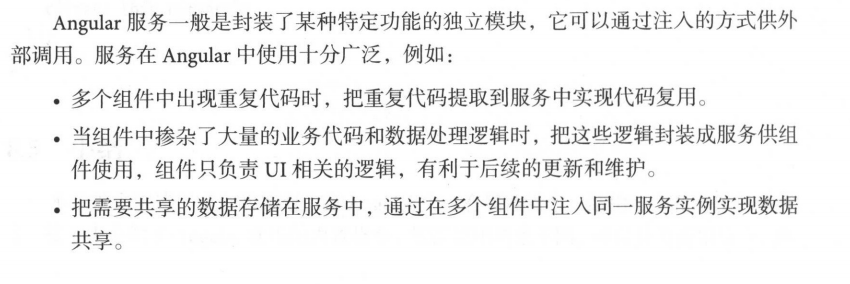 Angular 服务一般是封装了某种特定功能的独立模块，它可以通过注入的方式供外
部调用。服务在 Angular 中使用十分广泛，例如：
• 多个组件中出现重复代码时，把重复代码提取到服务中实现代码复用。
• 当组件中掺杂了大量的业务代码和数据处理逻辑时，把这些逻辑封装成服务供组
件使用，组件只负责 UI 相关的逻辑，有利于后续的更新和维护。
• 把需要共享的数据存储在服务中，通过在多个组件中注入同一服务实例实现数据
共享。